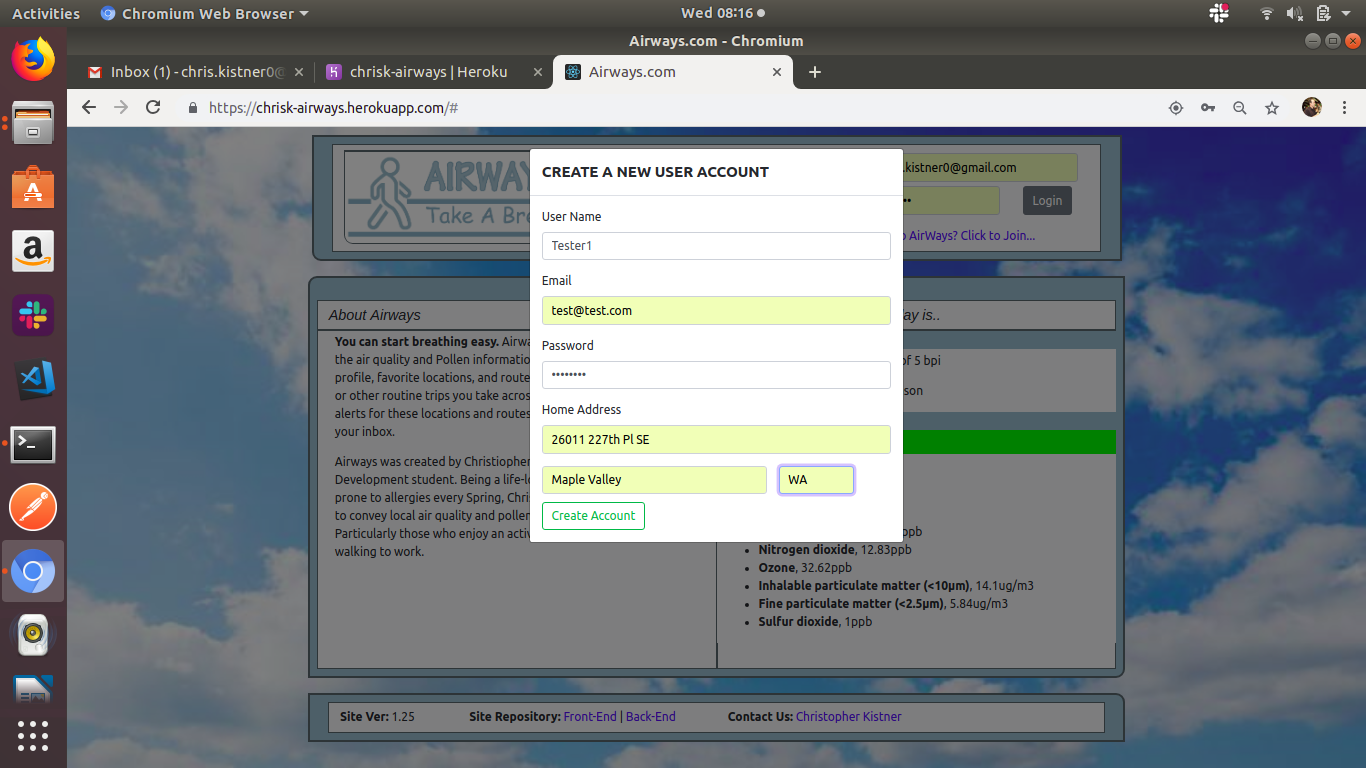 Activities
Chromium Web Browser
Wed 08:16
Airways.com - Chromium
Inbox (1) - chris.kistner0@
chrisk-airways | Heroku
Airways.com
https://chrisk-airways.herokuapp.com/#
AIRWAY
Take A Bre
.kistner0@gmail.com
••
Login
AirWays? Click to Join...
CREATE A NEW USER ACCOUNT
User Name
Tester1
Email
test@test.com
Password
••••••••
Home Address
26011 227th Pl SE
Maple Valley
WA
Create Account
About Airways
You can start breathing easy. Airwa
the air quality and Pollen information
profile, favorite locations, and route
or other routine trips you take acros
alerts for these locations and routes
your inbox.
Airways was created by Christiopher
Development student. Being a life-lo
prone to allergies every Spring, Chri
to convey local air quality and pollen
Particularly those who enjoy an activ
walking to work.
ay is..
of 5 bpi
son
ppb
Nitrogen dioxide, 12.83ppb
Ozone, 32.62ppb
Inhalable particulate matter (<10µm), 14.1ug/m3
Fine particulate matter (<2.5µm), 5.84ug/m3
Sulfur dioxide, 1ppb
Site Ver: 1.25
Site Repository: Front-End | Back-End
Contact Us: Christopher Kistner